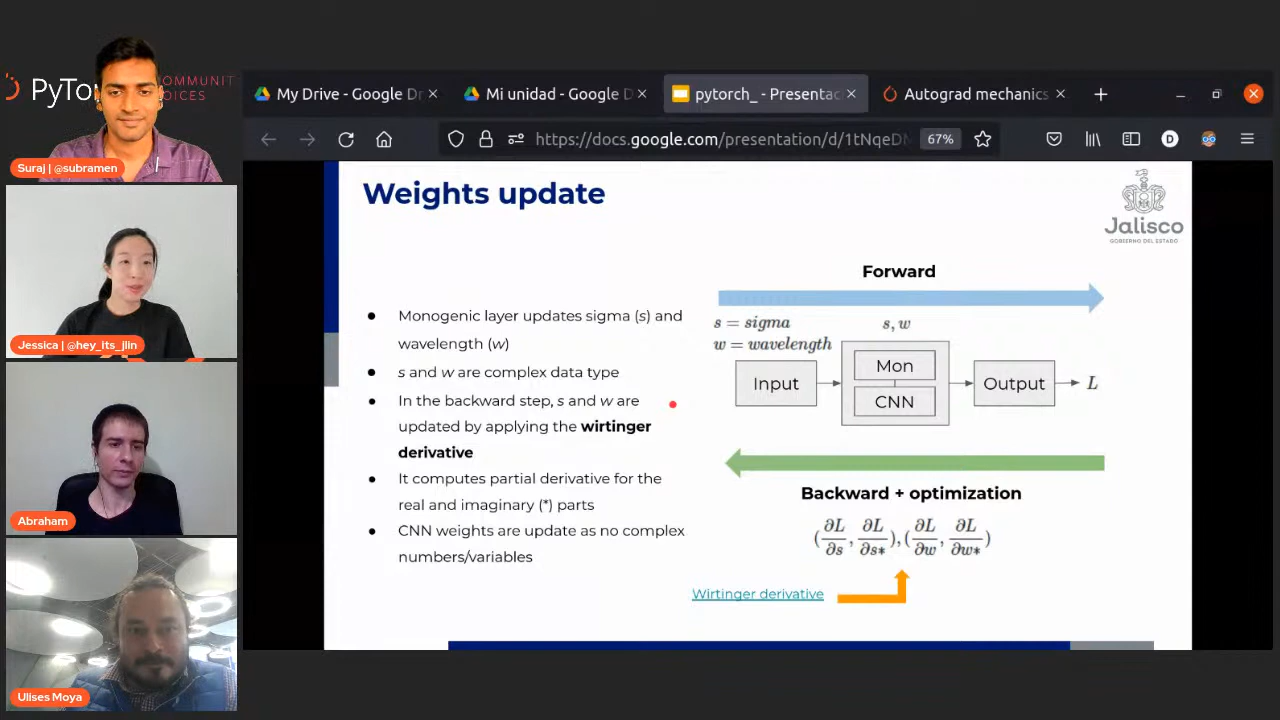 PyTor
OMMUNIT
OICES
Suraj | @subramen
Jessica | @hey_its_jlin
Abraham
Ulises Moya
My Drive - Google Dr
Mi unidad - Google D
pytorch_ - Presentac
Autograd mechanics
https://docs.google.com/presentation/d/1tNqeDM
67%
D
Weights update
Jalisco
GOBIERNO DEL ESTADO
● Monogenic layer updates sigma (s) and
wavelength (w)
● s and w are complex data type
● In the backward step, s and w are
updated by applying the wirtinger
derivative
● It computes partial derivative for the
real and imaginary (*) parts
● CNN weights are update as no complex
numbers/variables
Forward
s = sigma
w = wavelength
s, w
Input
Mon
CNN
Output
L
Backward + optimization
(∂L/∂s, ∂L/∂s*), (∂L/∂w, ∂L/∂w*)
Wirtinger derivative